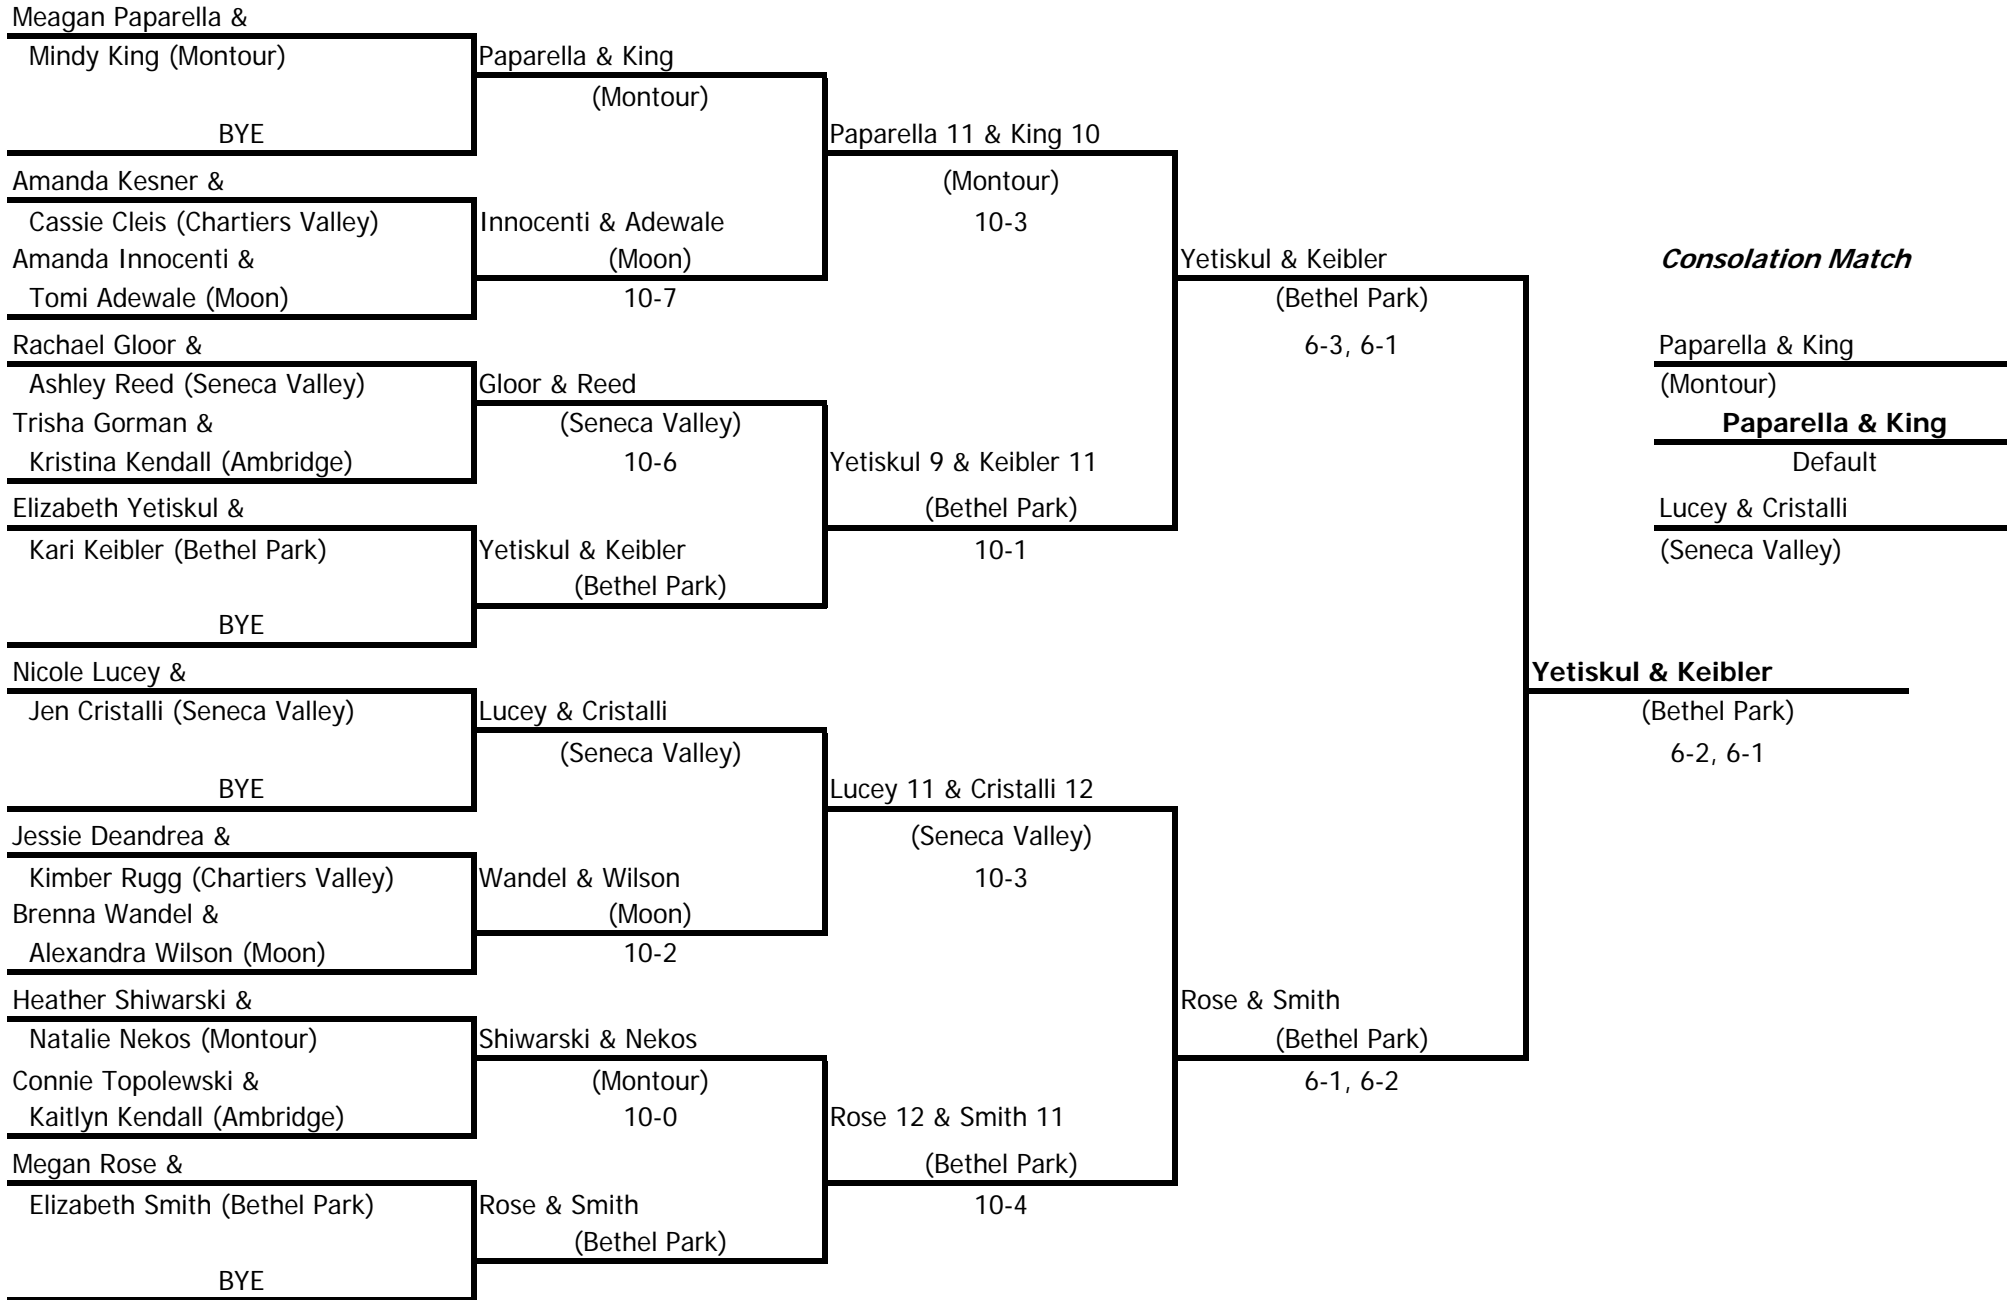 Meagan Paparella &
Mindy King (Montour)
BYE
Amanda Kesner &
Cassie Cleis (Chartiers Valley)
Amanda Innocenti &
Tomi Adewale (Moon)
Rachael Gloor &
Ashley Reed (Seneca Valley)
Trisha Gorman &
Kristina Kendall (Ambridge)
Elizabeth Yetiskul &
Kari Keibler (Bethel Park)
BYE
Nicole Lucey &
Jen Cristalli (Seneca Valley)
BYE
Jessie Deandrea &
Kimber Rugg (Chartiers Valley)
Brenna Wandel &
Alexandra Wilson (Moon)
Heather Shiwarski &
Natalie Nekos (Montour)
Connie Topolewski &
Kaitlyn Kendall (Ambridge)
Megan Rose &
Elizabeth Smith (Bethel Park)
BYE
Paparella & King
(Montour)
Innocenti & Adewale
(Moon)
10-7
Gloor & Reed
(Seneca Valley)
10-6
Yetiskul & Keibler
(Bethel Park)
Lucey & Cristalli
(Seneca Valley)
Wandel & Wilson
(Moon)
10-2
Shiwarski & Nekos
(Montour)
10-0
Rose & Smith
(Bethel Park)
Paparella 11 & King 10
(Montour)
10-3
Yetiskul 9 & Keibler 11
(Bethel Park)
10-1
Lucey 11 & Cristalli 12
(Seneca Valley)
10-3
Rose 12 & Smith 11
(Bethel Park)
10-4
Yetiskul & Keibler
(Bethel Park)
6-3, 6-1
Rose & Smith
(Bethel Park)
6-1, 6-2
Yetiskul & Keibler
(Bethel Park)
6-2, 6-1
Consolation Match
Paparella & King
(Montour)
Paparella & King
Default
Lucey & Cristalli
(Seneca Valley)